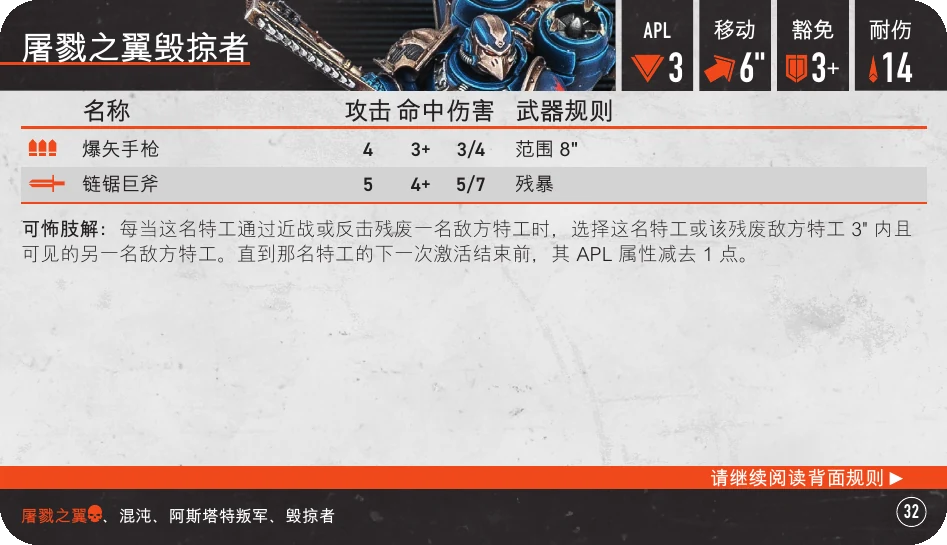 屠戮之翼毁掠者
APL 移动 豁免 耐伤
3 6" 3+ 14
名称 攻击 命中 伤害 武器规则
爆矢手枪 4 3+ 3/4 范围 8"
链锯巨斧 5 4+ 5/7 残暴
可怖肢解：每当这名特工通过近战或反击残废一名敌方特工时，选择这名特工或该残废敌方特工 3" 内且
可见的另一名敌方特工。直到那名特工的下一次激活结束前，其 APL 属性减去 1 点。
请继续阅读背面规则 ▶
屠戮之翼💀、混沌、阿斯塔特叛军、毁掠者
32